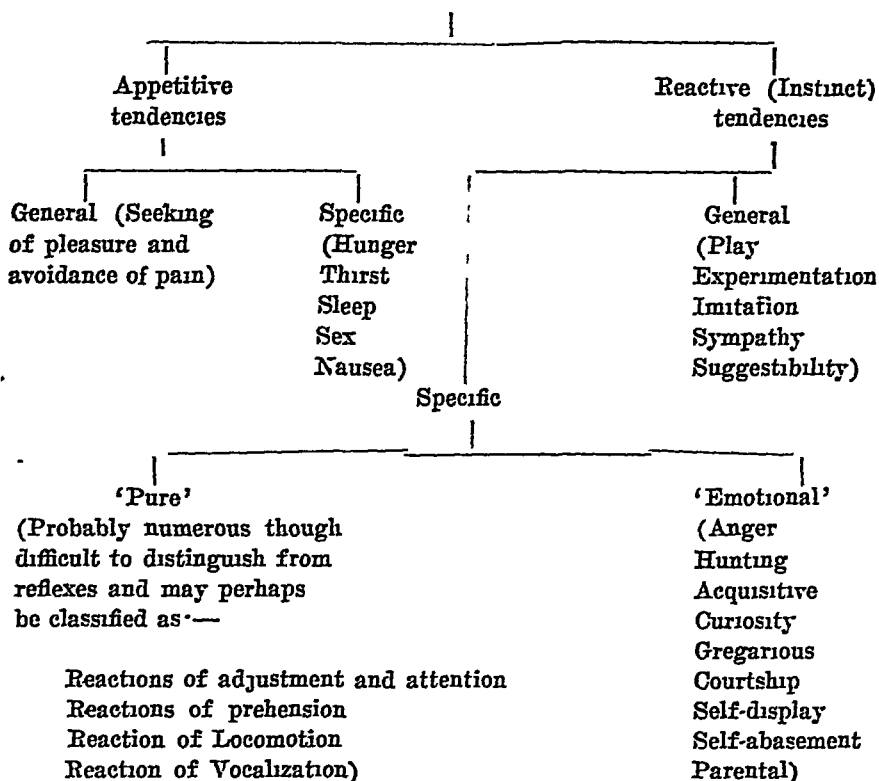 Appetitive
tendencies
Reactive (Instinct)
tendencies
General (Seeking
of pleasure and
avoidance of pain)
Specific
(Hunger
Thirst
Sleep
Sex
Nausea)
General
(Play
Experimentation
Imitation
Sympathy
Suggestibility)
Specific
‘Pure’
(Probably numerous though
difficult to distinguish from
reflexes and may perhaps
be classified as·—
Reactions of adjustment and attention
Reactions of prehension
Reaction of Locomotion
Reaction of Vocalization)
‘Emotional’
(Anger
Hunting
Acquisitive
Curiosity
Gregarious
Courtship
Self-display
Self-abasement
Parental)